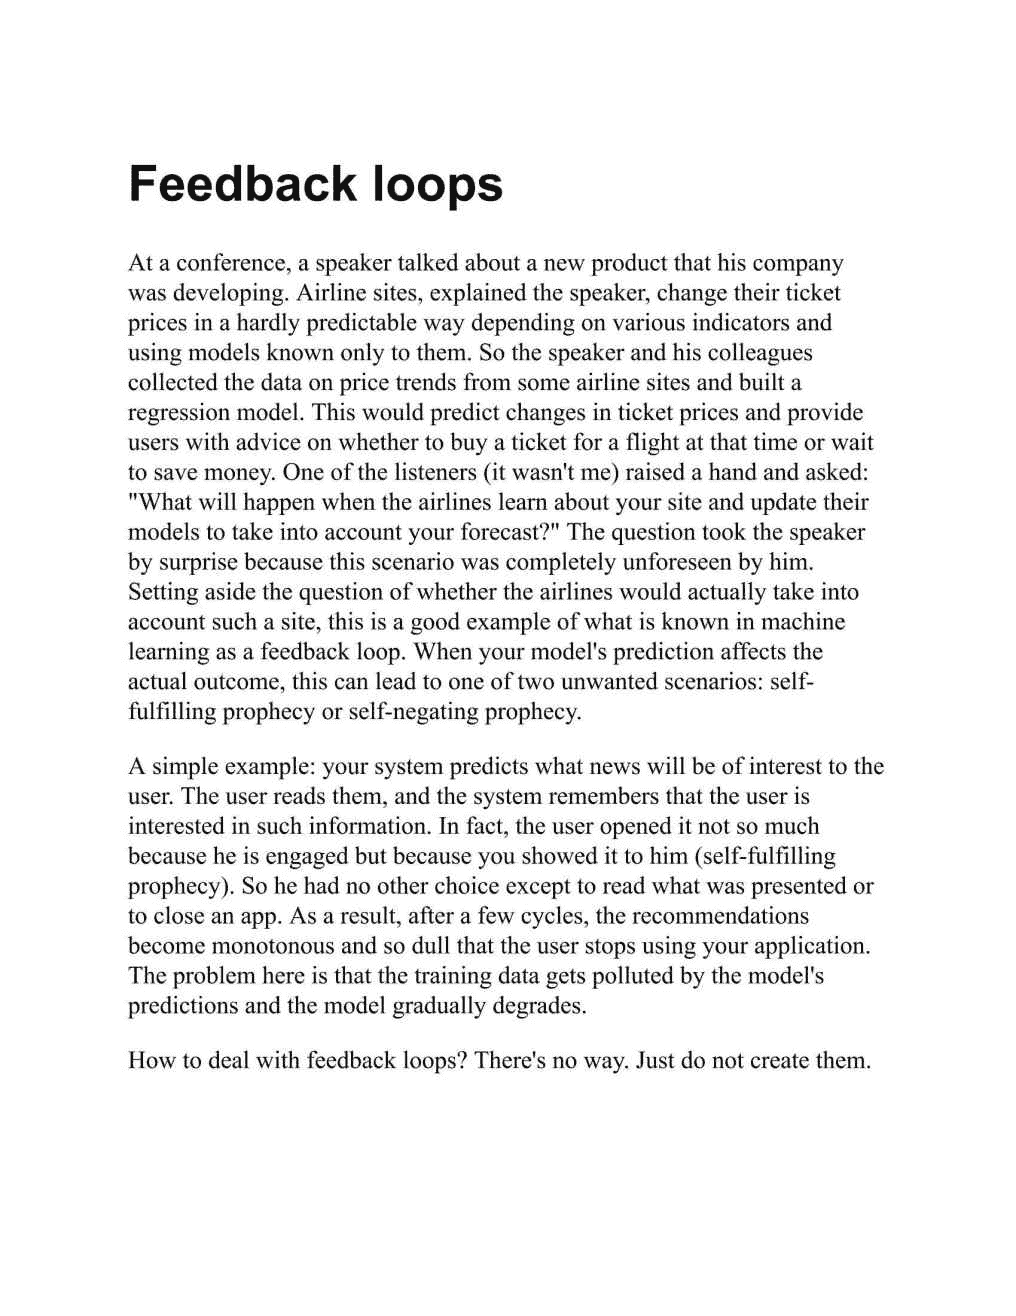 Feedback loops
At a conference, a speaker talked about a new product that his company
was developing. Airline sites, explained the speaker, change their ticket
prices in a hardly predictable way depending on various indicators and
using models known only to them. So the speaker and his colleagues
collected the data on price trends from some airline sites and built a
regression model. This would predict changes in ticket prices and provide
users with advice on whether to buy a ticket for a flight at that time or wait
to save money. One of the listeners (it wasn't me) raised a hand and asked:
"What will happen when the airlines learn about your site and update their
models to take into account your forecast?" The question took the speaker
by surprise because this scenario was completely unforeseen by him.
Setting aside the question of whether the airlines would actually take into
account such a site, this is a good example of what is known in machine
learning as a feedback loop. When your model's prediction affects the
actual outcome, this can lead to one of two unwanted scenarios: self-
fulfilling prophecy or self-negating prophecy.
A simple example: your system predicts what news will be of interest to the
user. The user reads them, and the system remembers that the user is
interested in such information. In fact, the user opened it not so much
because he is engaged but because you showed it to him (self-fulfilling
prophecy). So he had no other choice except to read what was presented or
to close an app. As a result, after a few cycles, the recommendations
become monotonous and so dull that the user stops using your application.
The problem here is that the training data gets polluted by the model's
predictions and the model gradually degrades.
How to deal with feedback loops? There's no way. Just do not create them.